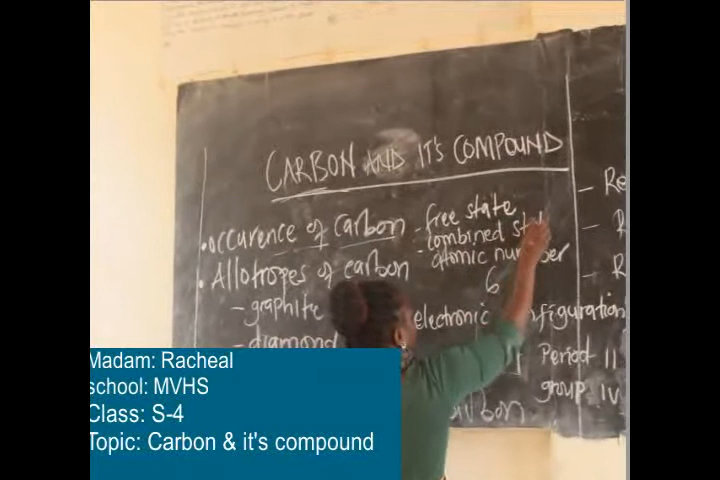 CARBON AND IT'S COMPOUND
• Occurence of carbon - free state
- combined
- atomic number
6
• Allotropes of carbon
- graphite
- diamond
electronic configuration
Period II
group IV
Madam: Racheal
school: MVHS
Class: S-4
Topic: Carbon & it's compound